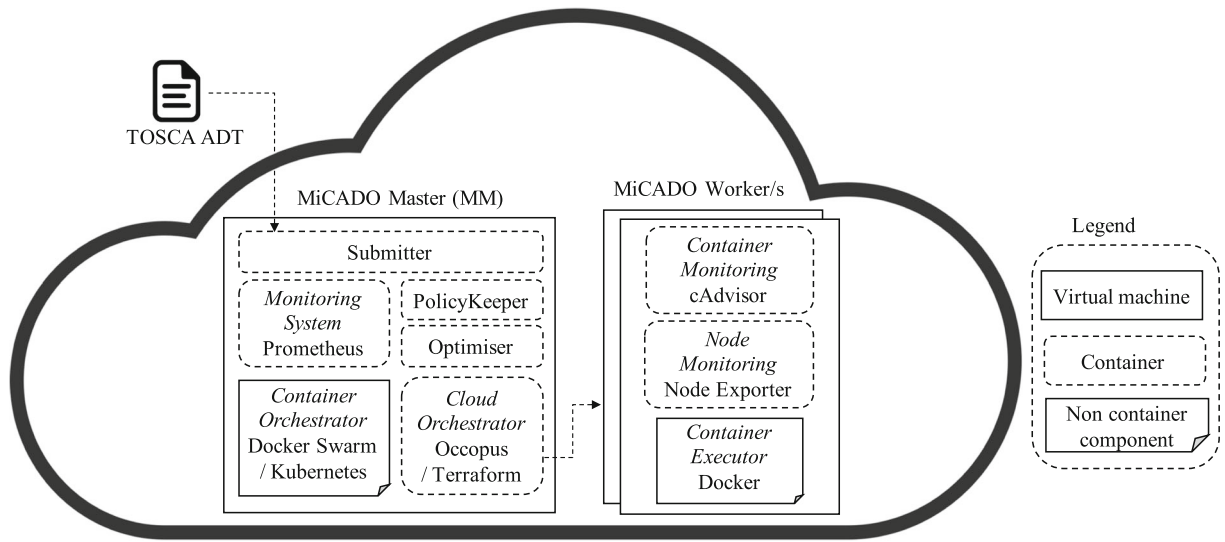 TOSCA ADT
MiCADO Master (MM)
Submitter
Monitoring
System
Prometheus
PolicyKeeper
Optimiser
Container
Orchestrator
Docker Swarm
/ Kubernetes
Cloud
Orchestrator
Occopus
/ Terraform
MiCADO Worker/s
Container
Monitoring
cAdvisor
Node
Monitoring
Node Exporter
Container
Executor
Docker
Legend
Virtual machine
Container
Non container
component